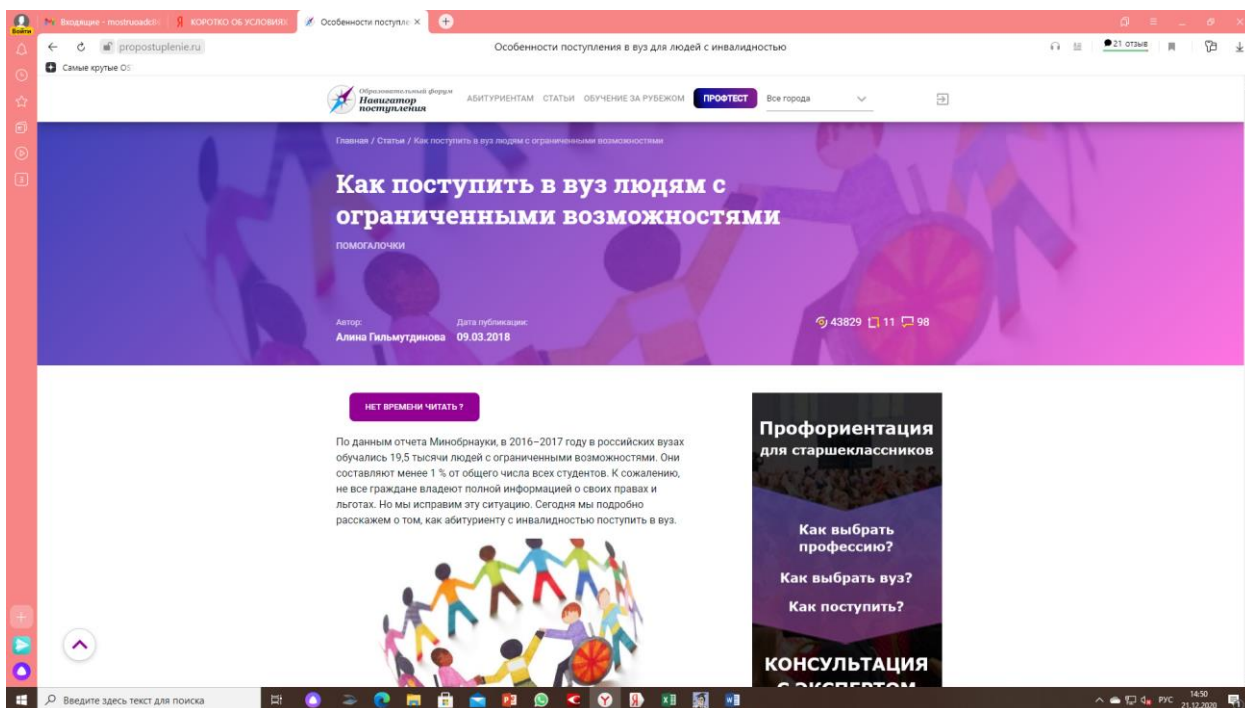 Войти
Входящие - mostruoadcli
КОРОТКО ОБ УСЛОВИЯХ
Особенности поступле
propostuplenie.ru
Особенности поступления в вуз для людей с инвалидностью
21 отзыв
Самые крутые OS
Образовательный форум
Навигатор
поступления
АБИТУРИЕНТАМ СТАТЬИ ОБУЧЕНИЕ ЗА РУБЕЖОМ ПРОФТЕСТ Все города
Главная / Статьи / Как поступить в вуз людям с ограниченными возможностями
Как поступить в вуз людям с
ограниченными возможностями
ПОМОГАЛОЧКИ
Автор: Дата публикации:
Алина Гильмутдинова 09.03.2018
43829 11 98
НЕТ ВРЕМЕНИ ЧИТАТЬ ?
По данным отчета Минобрнауки, в 2016–2017 году в российских вузах
обучались 19,5 тысячи людей с ограниченными возможностями. Они
составляют менее 1 % от общего числа всех студентов. К сожалению,
не все граждане владеют полной информацией о своих правах и
льготах. Но мы исправим эту ситуацию. Сегодня мы подробно
расскажем о том, как абитуриенту с инвалидностью поступить в вуз.
Профориентация
для старшеклассников
Как выбрать
профессию?
Как выбрать вуз?
Как поступить?
КОНСУЛЬТАЦИЯ
С ЭКСПЕРТОМ
Введите здесь текст для поиска
РУС
14:50
21.12.2020